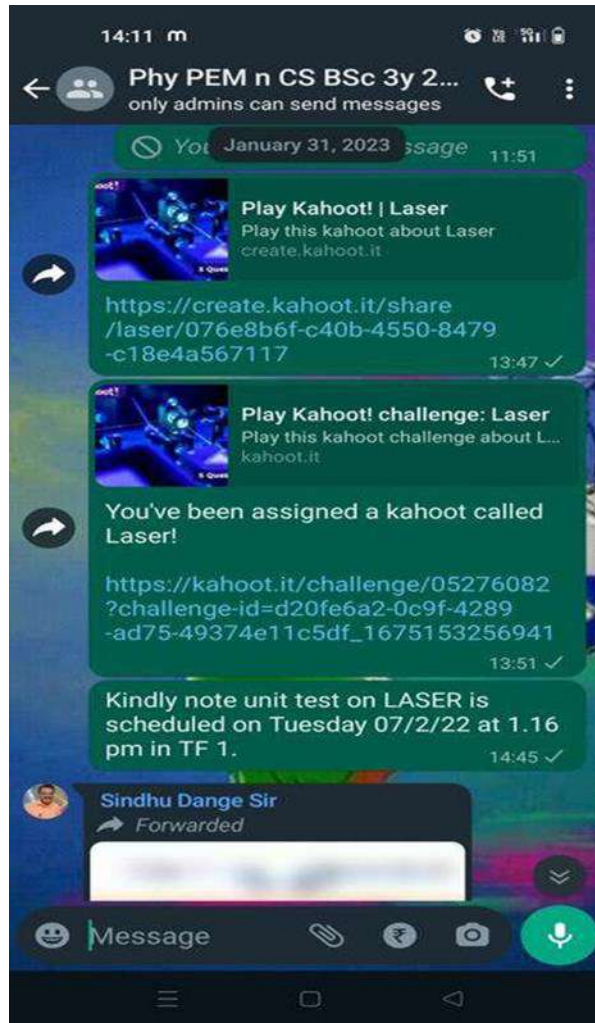 14:11 m
Phy PEM n CS BSc 3y 2...
only admins can send messages
January 31, 2023
11:51
Play Kahoot! | Laser
Play this kahoot about Laser
create.kahoot.it
https://create.kahoot.it/share
/laser/076e8b6f-c40b-4550-8479
-c18e4a567117
13:47
Play Kahoot! challenge: Laser
Play this kahoot challenge about L...
kahoot.it
You've been assigned a kahoot called
Laser!
https://kahoot.it/challenge/05276082
?challenge-id=d20fe6a2-0c9f-4289
-ad75-49374e11c5df_1675153256941
13:51
Kindly note unit test on LASER is
scheduled on Tuesday 07/2/22 at 1.16
pm in TF 1.
14:45
Sindhu Dange Sir
Forwarded
Message